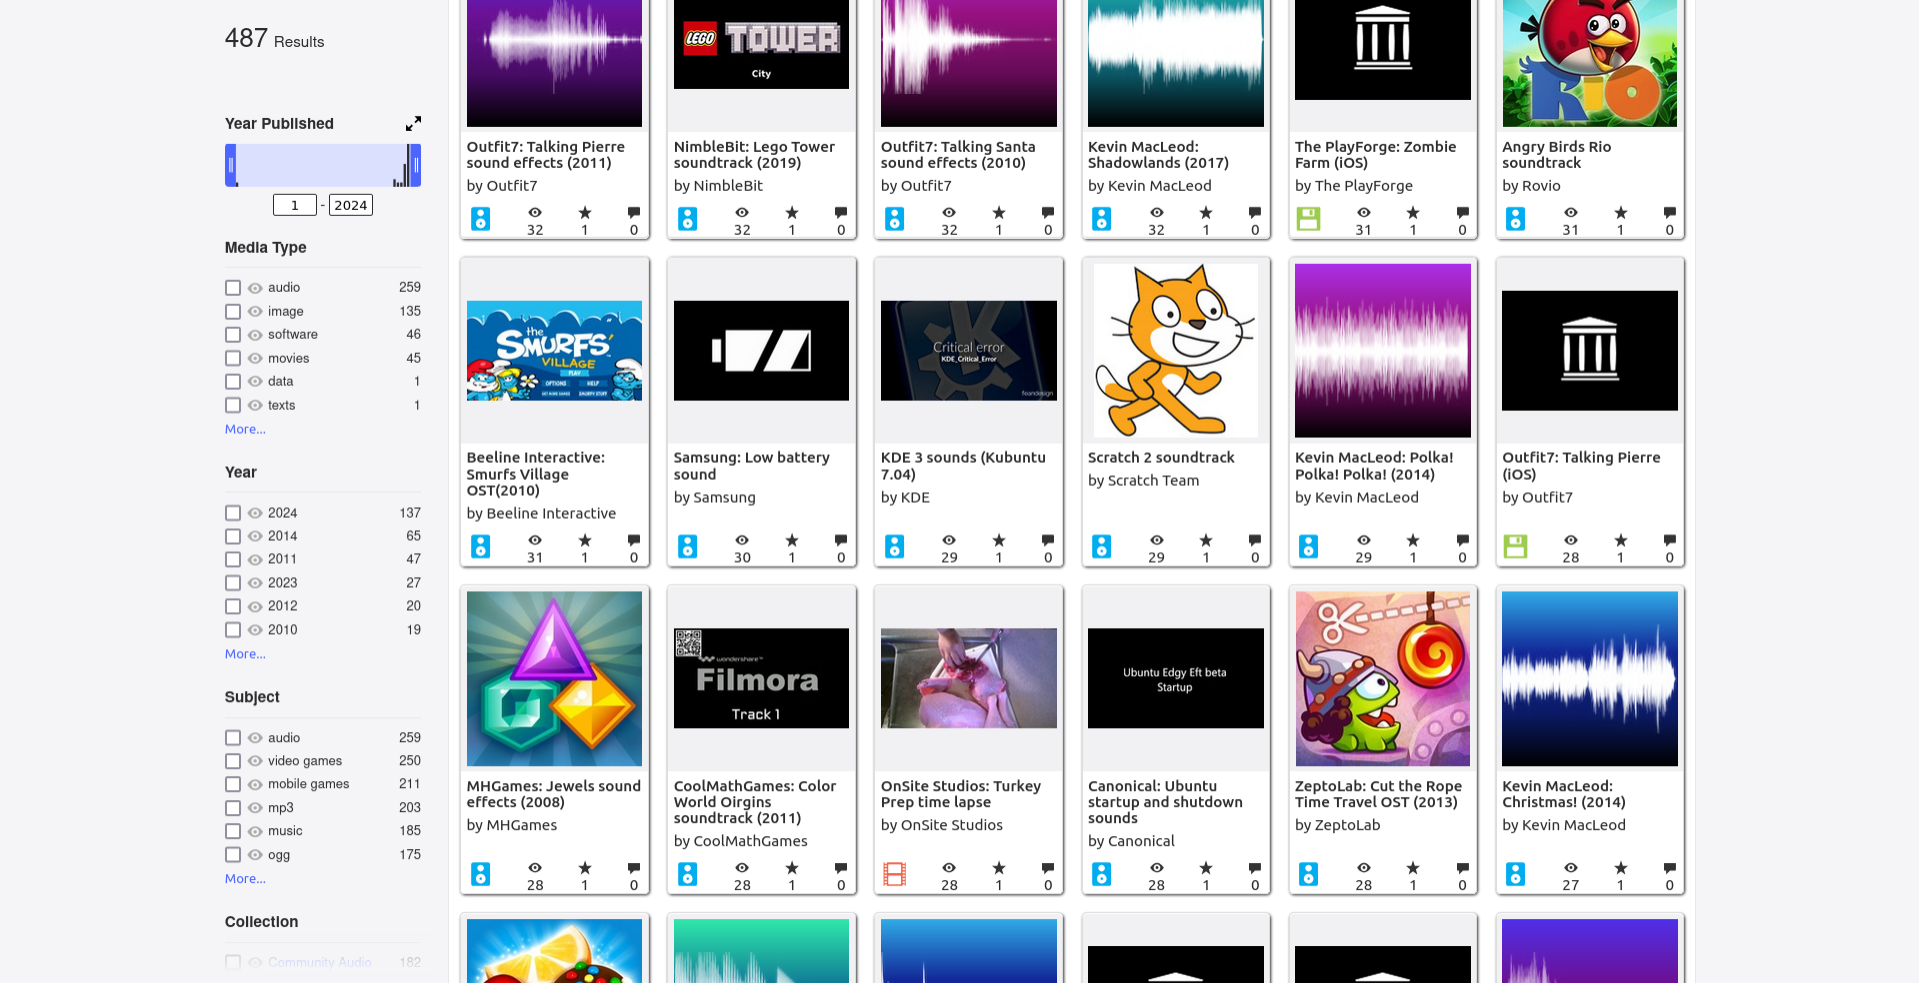 487 Results
Year Published
1 - 2024
Media Type
audio 259
image 135
software 46
movies 45
data 1
texts 1
More...
Year
2024 137
2014 65
2011 47
2023 27
2012 20
2010 19
More...
Subject
audio 259
video games 250
mobile games 211
mp3 203
music 185
ogg 175
More...
Collection
Community Audio 182
Outfit7: Talking Pierre
sound effects (2011)
by Outfit7
32 1 0
LEGO TOWER
City
NimbleBit: Lego Tower
soundtrack (2019)
by NimbleBit
32 1 0
Outfit7: Talking Santa
sound effects (2010)
by Outfit7
32 1 0
Kevin MacLeod:
Shadowlands (2017)
by Kevin MacLeod
32 1 0
The PlayForge: Zombie
Farm (iOS)
by The PlayForge
31 1 0
RIO
Angry Birds Rio
soundtrack
by Rovio
31 1 0
the
SMURFS'
VILLAGE
PLAY
OPTIONS HELP
GET MORE GAMES SMURFY STUFF
Beeline Interactive:
Smurfs Village
OST(2010)
by Beeline Interactive
31 1 0
Samsung: Low battery
sound
by Samsung
30 1 0
Critical error
KDE_Critical_Error
feandesign
KDE 3 sounds (Kubuntu
7.04)
by KDE
29 1 0
Scratch 2 soundtrack
by Scratch Team
29 1 0
Kevin MacLeod: Polka!
Polka! Polka! (2014)
by Kevin MacLeod
29 1 0
Outfit7: Talking Pierre
(iOS)
by Outfit7
28 1 0
MHGames: Jewels sound
effects (2008)
by MHGames
28 1 0
wondershare™
Filmora
Track 1
CoolMathGames: Color
World Oirgins
soundtrack (2011)
by CoolMathGames
28 1 0
OnSite Studios: Turkey
Prep time lapse
by OnSite Studios
28 1 0
Ubuntu Edgy Eft beta
Startup
Canonical: Ubuntu
startup and shutdown
sounds
by Canonical
28 1 0
ZeptoLab: Cut the Rope
Time Travel OST (2013)
by ZeptoLab
28 1 0
Kevin MacLeod:
Christmas! (2014)
by Kevin MacLeod
27 1 0